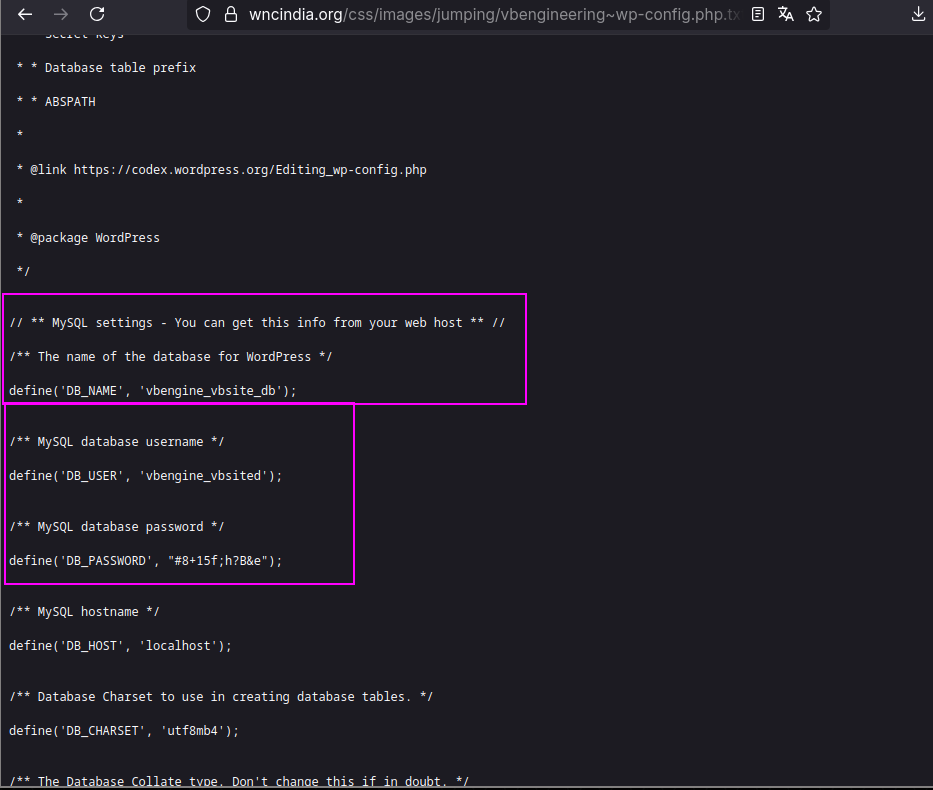 wncindia.org/css/images/jumping/vbengineering~wp-config.php.tx
Secret keys
* * Database table prefix
* * ABSPATH
*
* @link https://codex.wordpress.org/Editing_wp-config.php
*
* @package WordPress
*/
// ** MySQL settings - You can get this info from your web host ** //
/** The name of the database for WordPress */
define('DB_NAME', 'vbengine_vbsite_db');
/** MySQL database username */
define('DB_USER', 'vbengine_vbsited');
/** MySQL database password */
define('DB_PASSWORD', "#8+15f;h?B&e");
/** MySQL hostname */
define('DB_HOST', 'localhost');
/** Database Charset to use in creating database tables. */
define('DB_CHARSET', 'utf8mb4');
/** The Database Collate type. Don't change this if in doubt. */